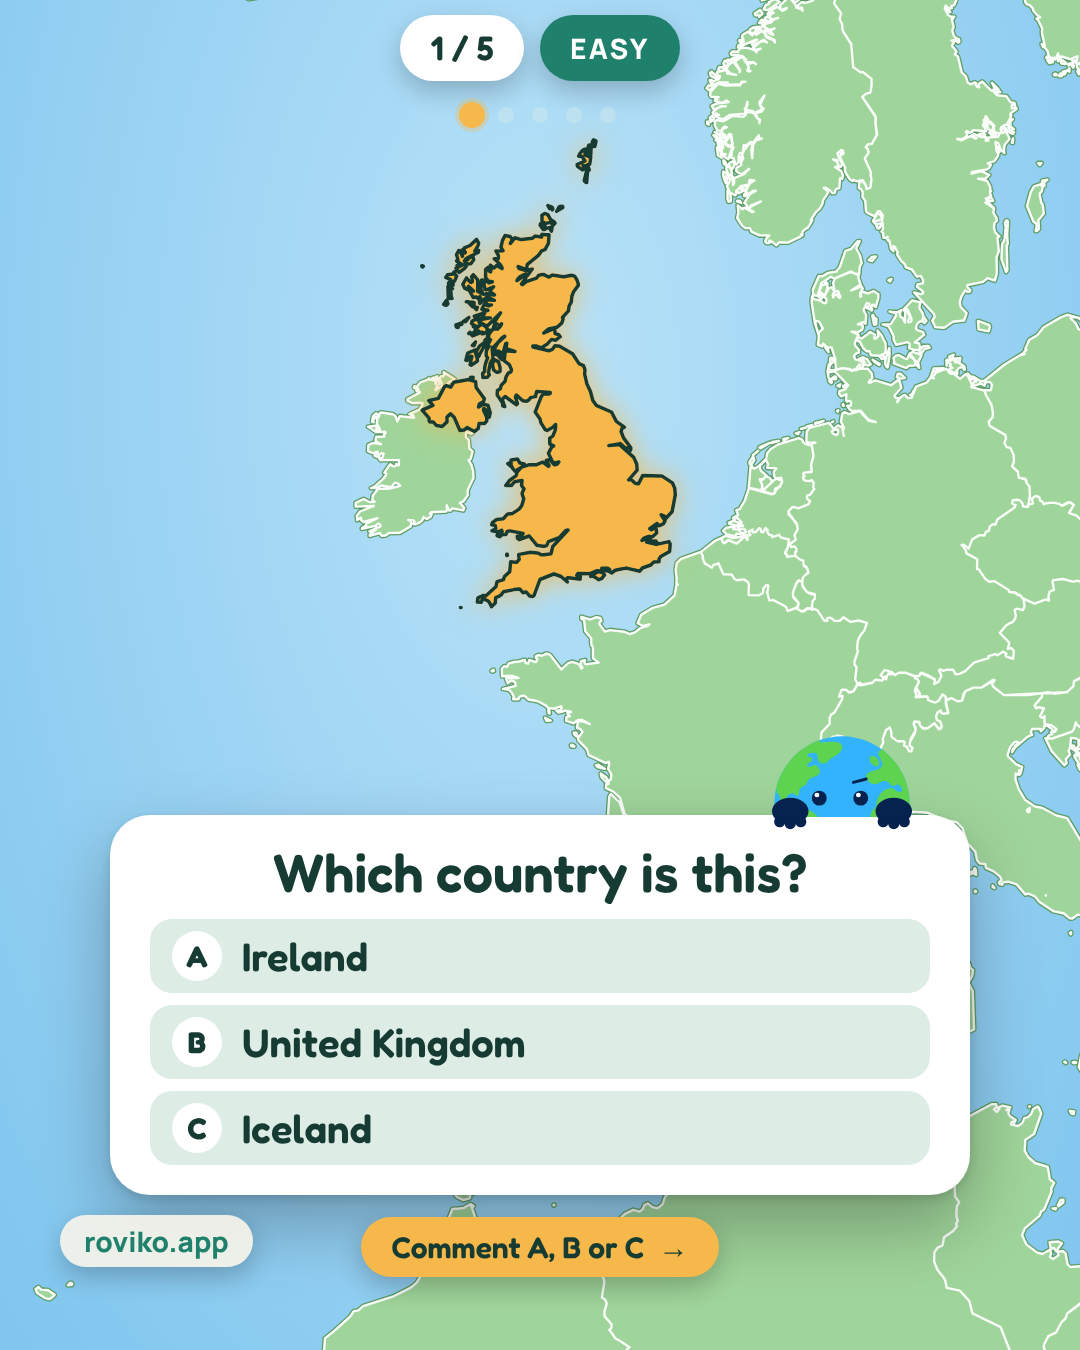 1 / 5
EASY
Which country is this?
A Ireland
B United Kingdom
C Iceland
roviko.app
Comment A, B or C →